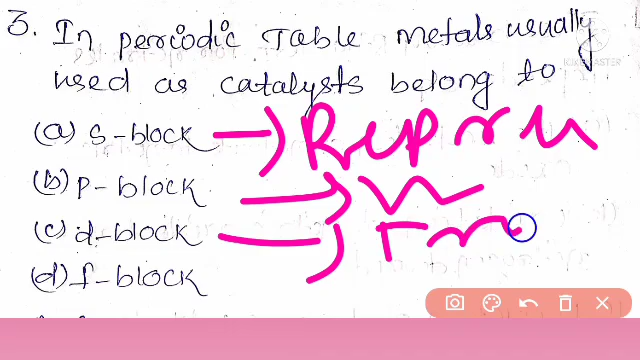 3. In periodic Table metals usually
used as catalysts belong to
(a) s-block
(b) p-block
(c) d-block
(d) f-block